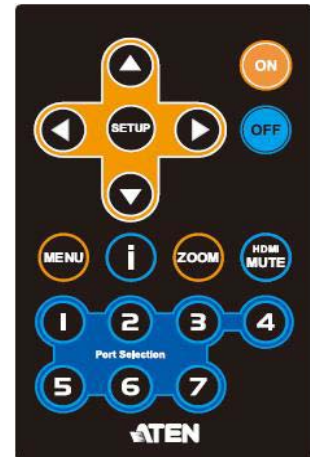 ON
SETUP
OFF
MENU i ZOOM HDMI MUTE
1 2 3 4
Port Selection
5 6 7
ATEN